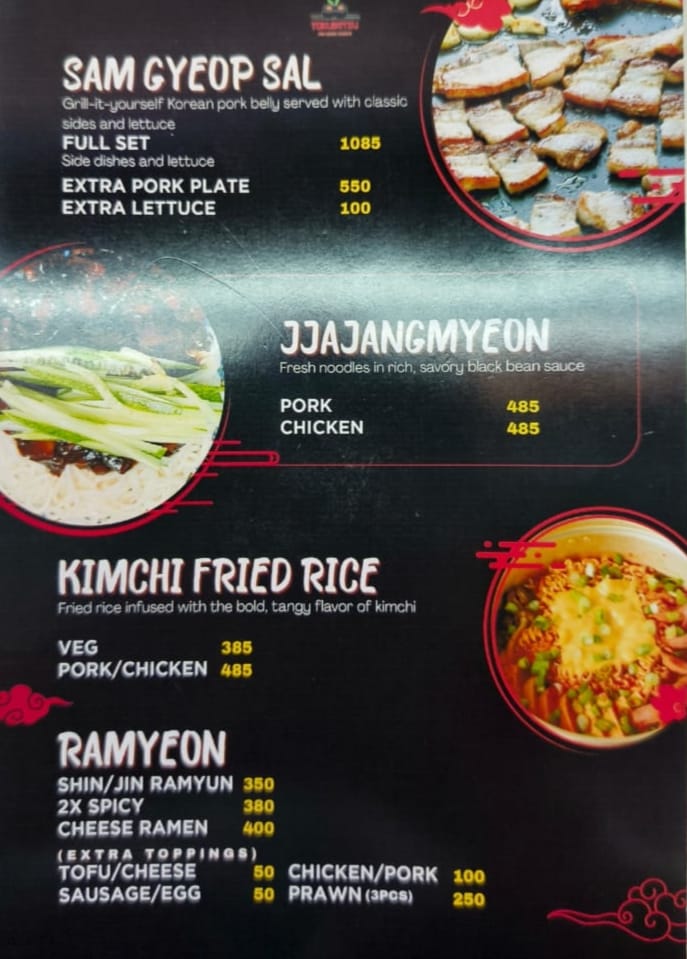 SAM GYEOP SAL
Grill-it-yourself Korean pork belly served with classic
sides and lettuce
FULL SET 1085
Side dishes and lettuce
EXTRA PORK PLATE 550
EXTRA LETTUCE 100
JJAJANGMYEON
Fresh noodles in rich, savory black bean sauce
PORK 485
CHICKEN 485
KIMCHI FRIED RICE
Fried rice infused with the bold, tangy flavor of kimchi
VEG 385
PORK/CHICKEN 485
RAMYEON
SHIN/JIN RAMYUN 350
2X SPICY 380
CHEESE RAMEN 400
(EXTRA TOPPINGS)
TOFU/CHEESE 50 CHICKEN/PORK 100
SAUSAGE/EGG 50 PRAWN (3PCS) 250